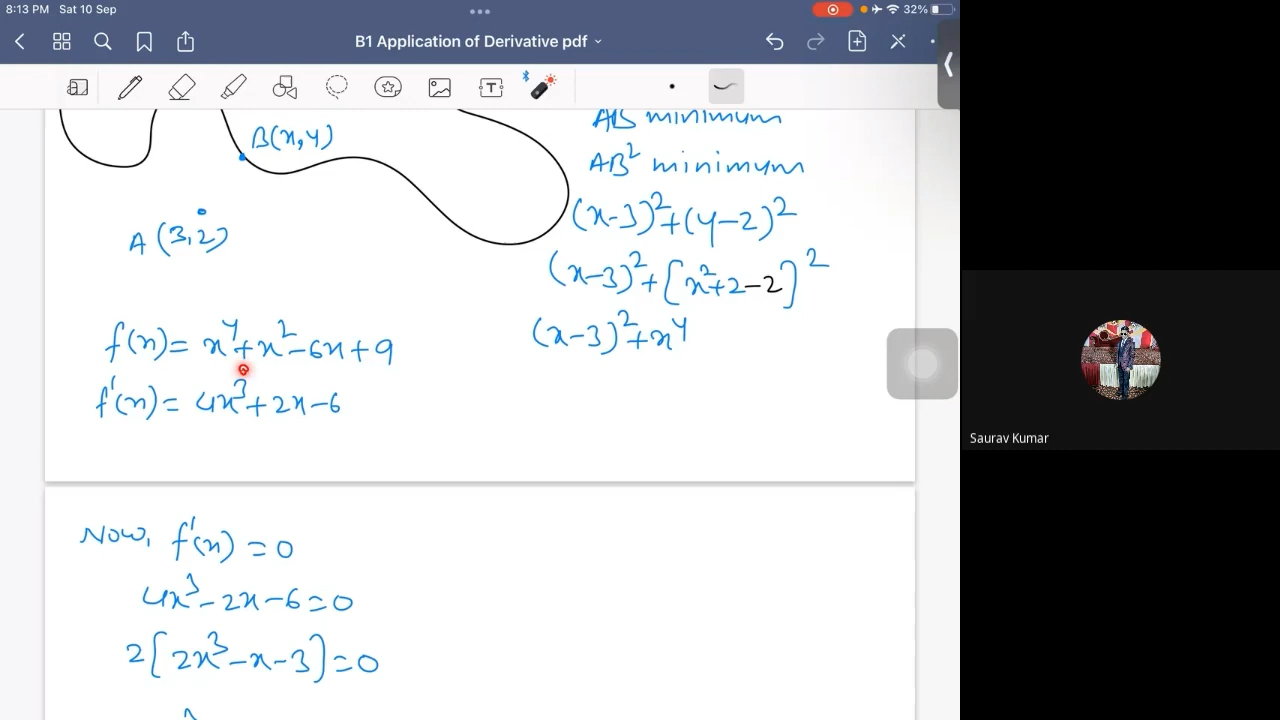 8:13 PM Sat 10 Sep
32%
B1 Application of Derivative pdf
T
AB minimum
B(x,y)
AB² minimum
(x-3)²+(y-2)²
A (3,2)
(x-3)²+[x²+2-2]²
(x-3)²+x⁴
f(x)= x⁴+x²-6x+9
f'(x)= 4x³+2x-6
Saurav Kumar
Now, f'(x) = 0
4x³-2x-6=0
2[2x³-x-3]=0